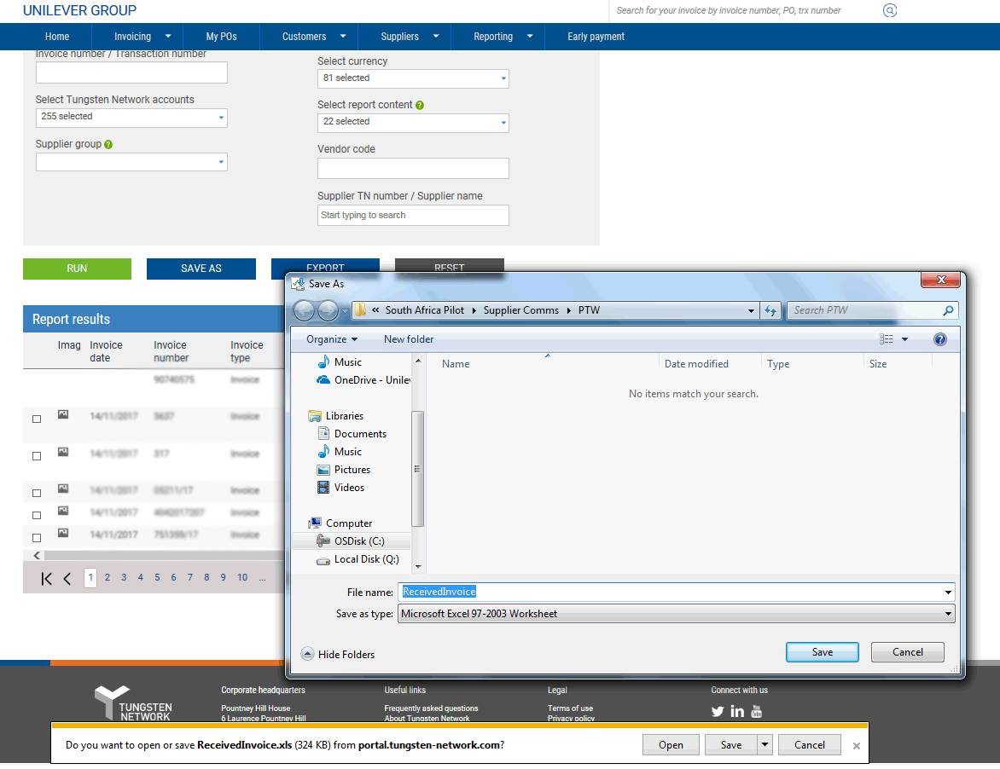 UNILEVER GROUP
Search for your invoice by invoice number, PO, trx number
Home Invoicing My POs Customers Suppliers Reporting Early payment
Invoice number / Transaction number
Select currency
81 selected
Select Tungsten Network accounts
255 selected
Select report content ?
22 selected
Supplier group ?
Vendor code
Supplier TN number / Supplier name
Start typing to search
RUN SAVE AS EXPORT RESET
Report results
Imag Invoice date Invoice number Invoice type
90740575 Invoice
14/11/2017 5637 Invoice
14/11/2017 317 Invoice
14/11/2017 05211/17 Invoice
14/11/2017 4042017207 Invoice
14/11/2017 751359/17 Invoice
1 2 3 4 5 6 7 8 9 10 ...
Save As
« South Africa Pilot Supplier Comms PTW
Search PTW
Organize New folder
Music
OneDrive - Unilev
Libraries
Documents
Music
Pictures
Videos
Computer
OSDisk (C:)
Local Disk (Q:)
Name Date modified Type Size
No items match your search.
File name: ReceivedInvoice
Save as type: Microsoft Excel 97-2003 Worksheet
Hide Folders
Save Cancel
TUNGSTEN
NETWORK
Corporate headquarters
Pountney Hill House
6 Laurence Pountney Hill
Useful links
Frequently asked questions
About Tungsten Network
Legal
Terms of use
Privacy policy
Connect with us
You Tube
Do you want to open or save ReceivedInvoice.xls (324 KB) from portal.tungsten-network.com?
Open Save Cancel